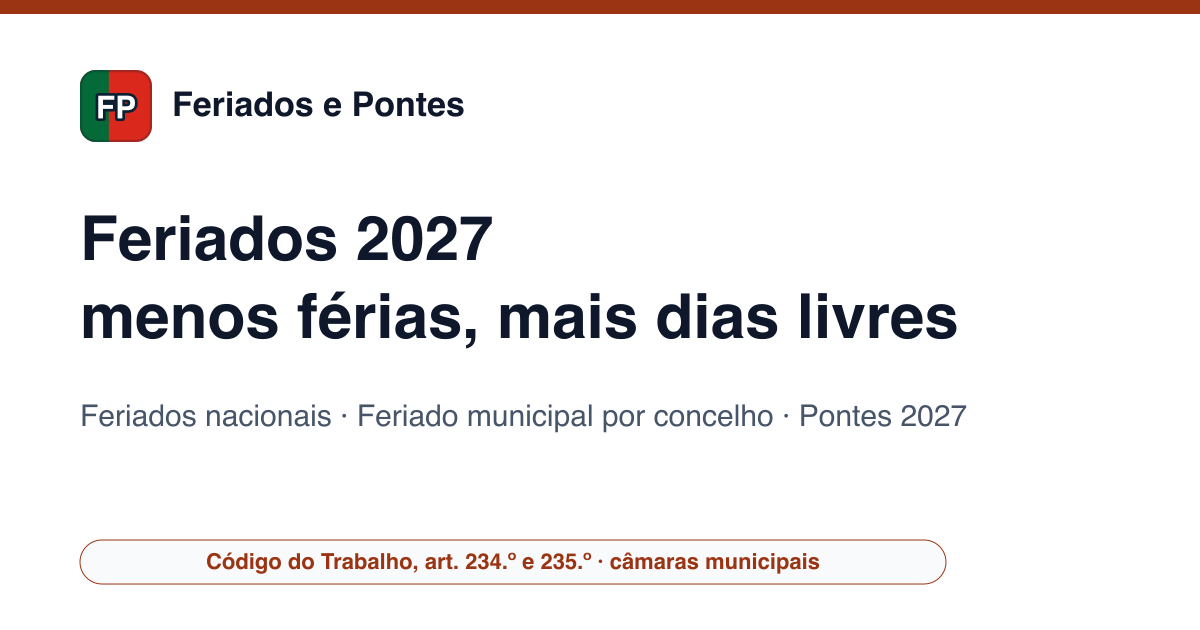 FP
Feriados e Pontes
Feriados 2027
menos férias, mais dias livres
Feriados nacionais · Feriado municipal por concelho · Pontes 2027
Código do Trabalho, art. 234.º e 235.º · câmaras municipais